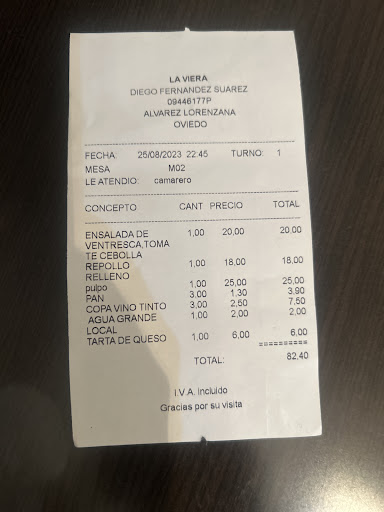 LA VIERA
DIEGO FERNANDEZ SUAREZ
09446177P
ALVAREZ LORENZANA
OVIEDO
FECHA: 25/08/2023 22:45 TURNO: 1
MESA M02
LE ATENDIO: camarero
CONCEPTO CANT PRECIO TOTAL
ENSALADA DE 1,00 20,00 20,00
VENTRESCA,TOMA
TE CEBOLLA
REPOLLO 1,00 18,00 18,00
RELLENO
pulpo 1,00 25,00 25,00
PAN 3,00 1,30 3,90
COPA VINO TINTO 3,00 2,50 7,50
AGUA GRANDE 1,00 2,00 2,00
LOCAL
TARTA DE QUESO 1,00 6,00 6,00
==========
TOTAL: 82,40
I.V.A. Incluido
Gracias por su visita